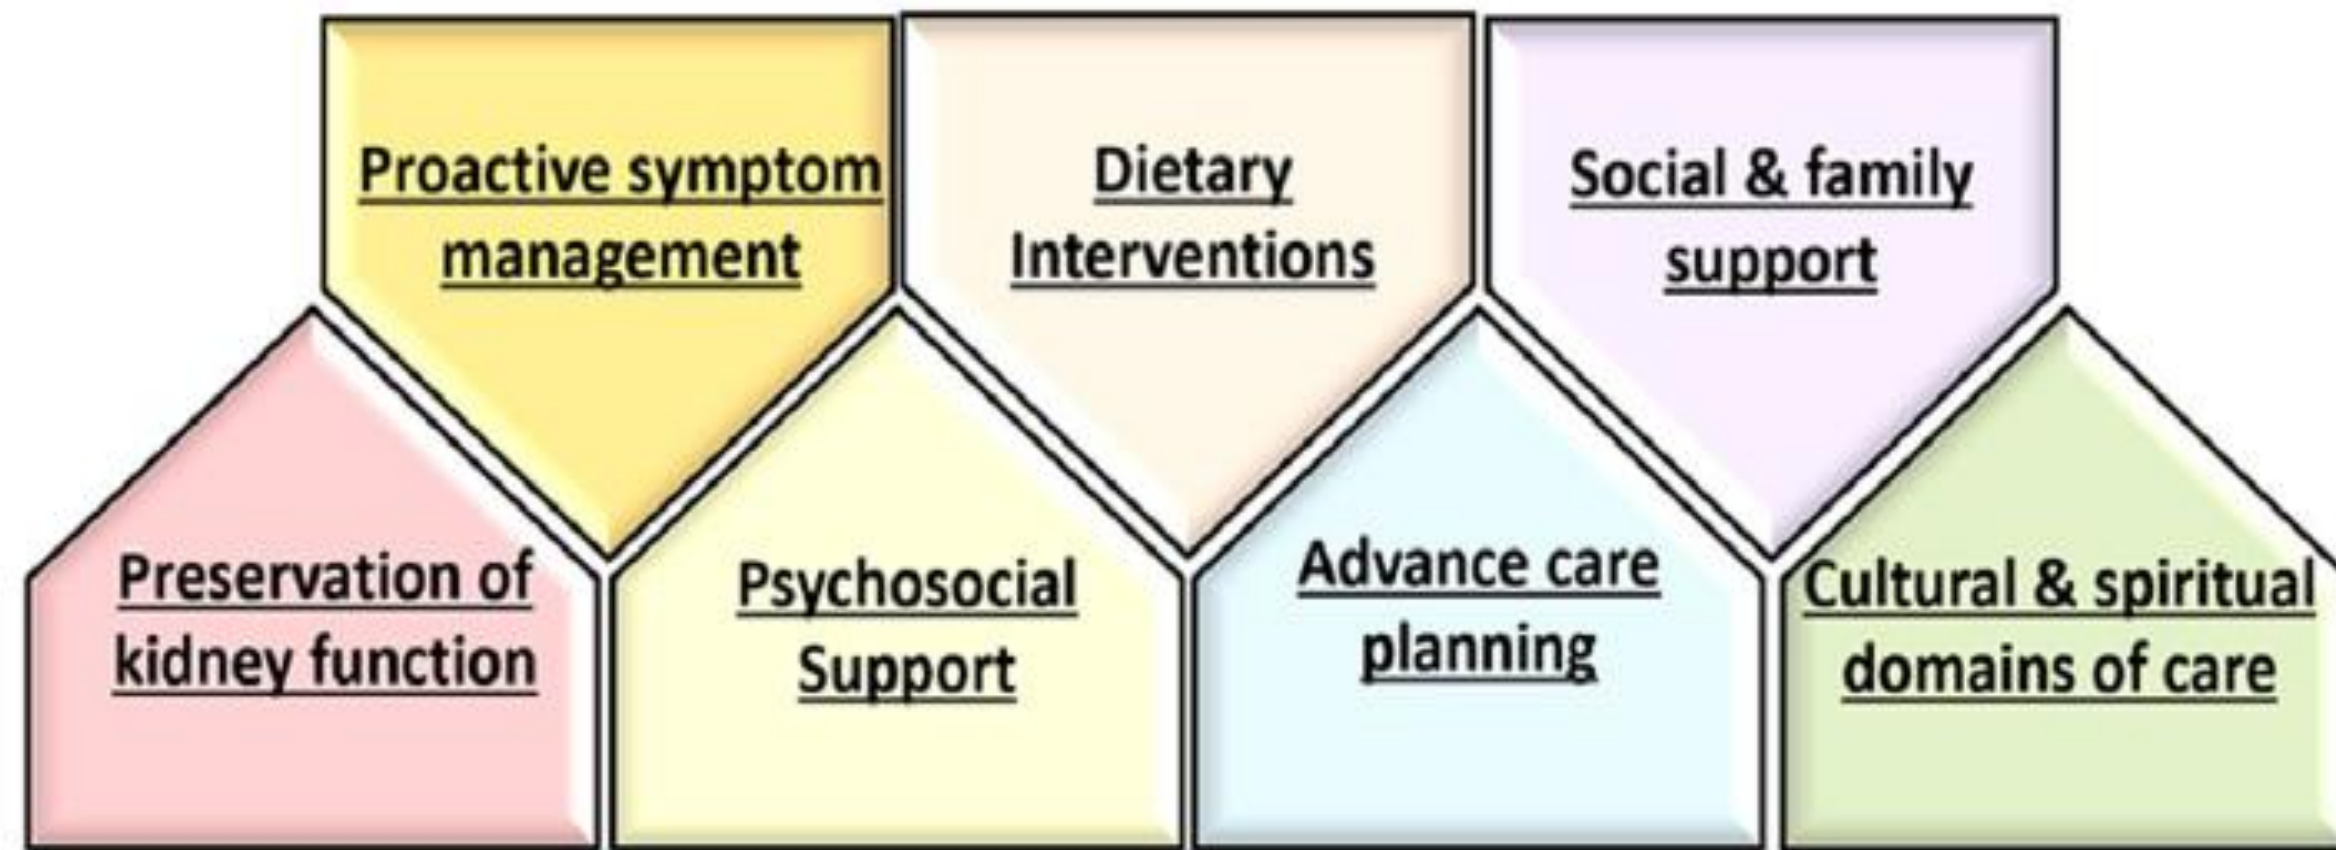 Proactive symptom
management
Dietary
Interventions
Social & family
support
Preservation of
kidney function
Psychosocial
Support
Advance care
planning
Cultural & spiritual
domains of care